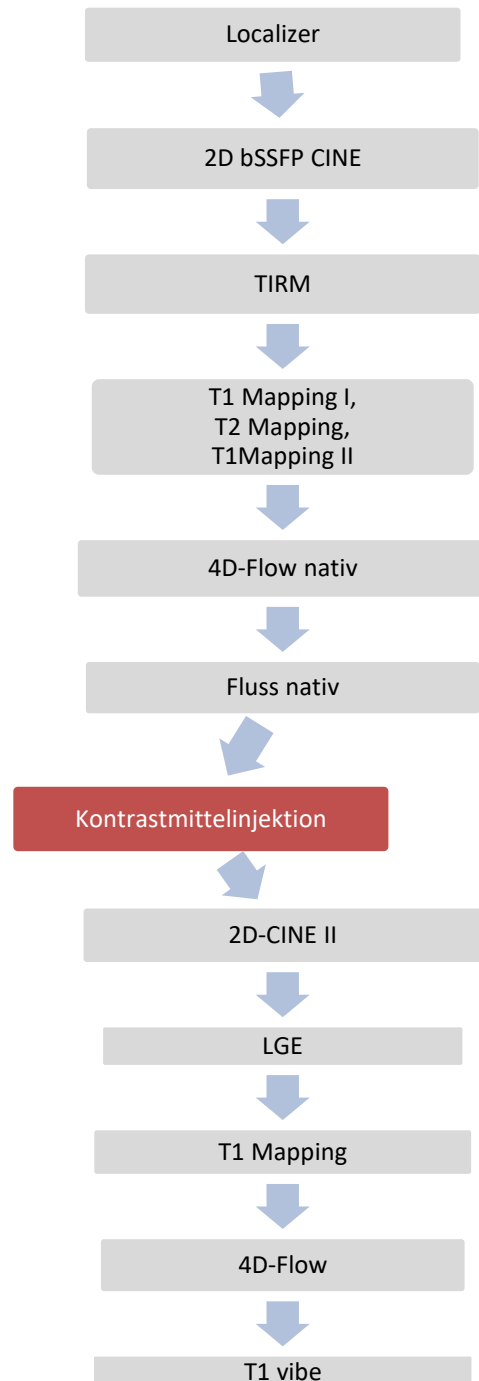 Localizer
2D bSSFP CINE
TIRM
T1 Mapping I,
T2 Mapping,
T1Mapping II
4D-Flow nativ
Fluss nativ
Kontrastmittelinjektion
2D-CINE II
LGE
T1 Mapping
4D-Flow
T1 vibe